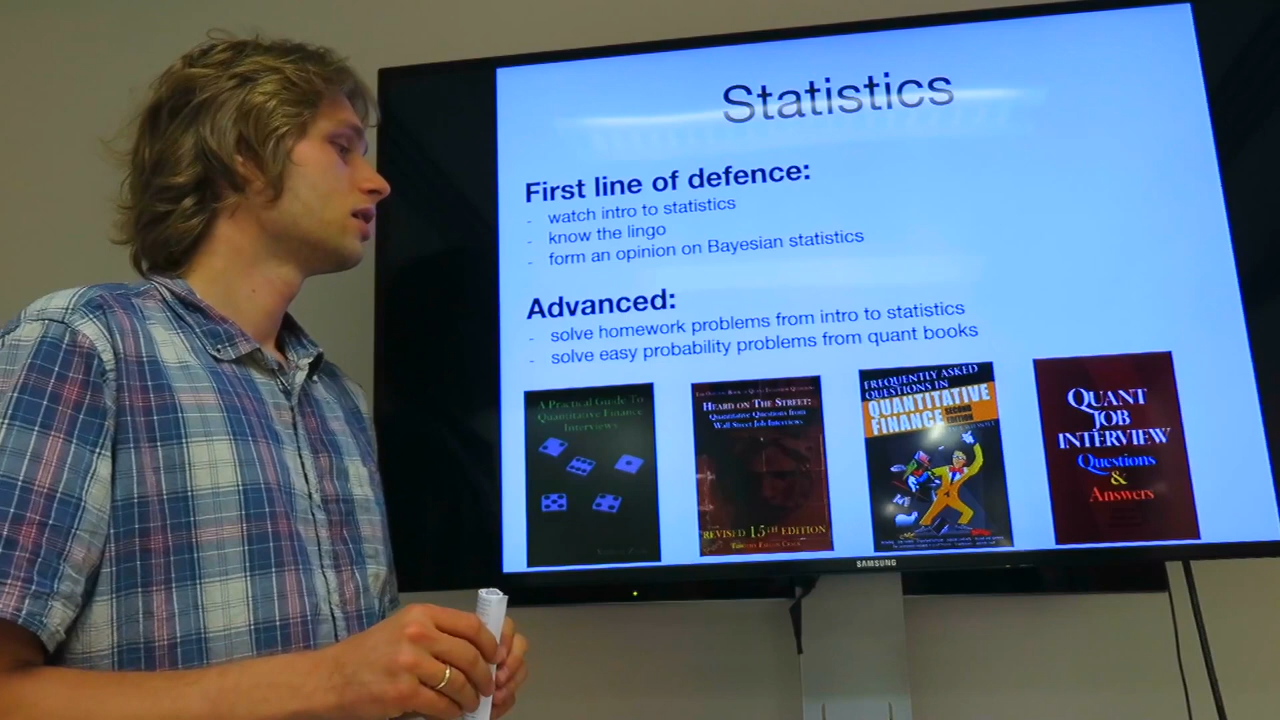 Statistics
First line of defence:
- watch intro to statistics
- know the lingo
- form an opinion on Bayesian statistics
Advanced:
- solve homework problems from intro to statistics
- solve easy probability problems from quant books
A Practical Guide To
Quantitative Finance
Interviews
HEARD ON THE STREET:
Quantitative Questions from
Wall Street Job Interviews
REVISED 15TH EDITION
FREQUENTLY ASKED
QUESTIONS IN
QUANTITATIVE
FINANCE SECOND
EDITION
QUANT
JOB
INTERVIEW
Questions
&
Answers
SAMSUNG